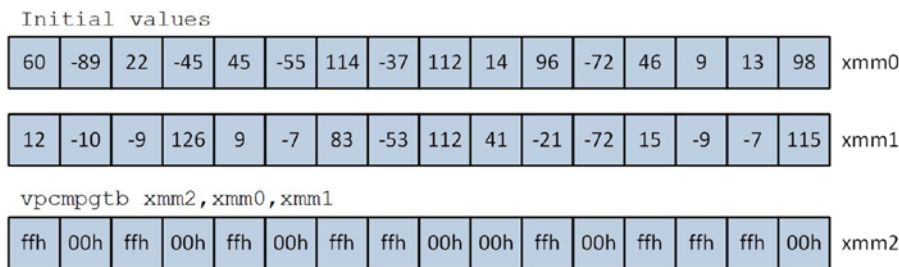 Initial values
60 -89 22 -45 45 -55 114 -37 112 14 96 -72 46 9 13 98 xmm0
12 -10 -9 126 9 -7 83 -53 112 41 -21 -72 15 -9 -7 115 xmm1
vpcmpgtb xmm2,xmm0,xmm1
ffh 00h ffh 00h ffh 00h ffh ffh 00h 00h ffh 00h ffh ffh ffh 00h xmm2